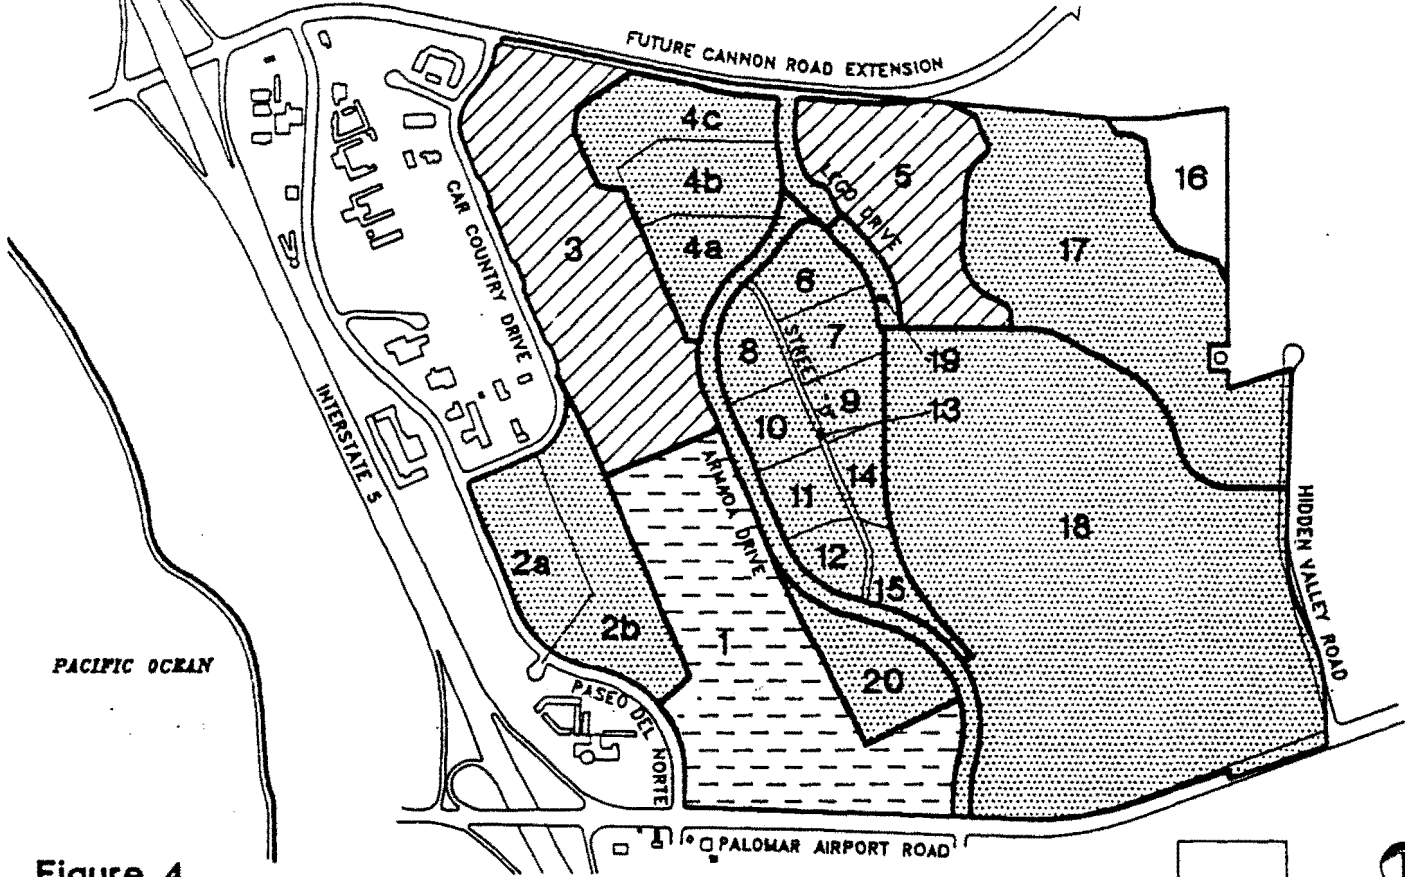 FUTURE CANNON ROAD EXTENSION
4c
4b
4a
5
LEGO DRIVE
16
17
3
CAR COUNTRY DRIVE
6
7
8
STREET
19
9
13
10
INTERSTATE 5
ARMADA DRIVE
14
11
18
HIDDEN VALLEY ROAD
12
15
2a
2b
1
20
PACIFIC OCEAN
PASEO DEL NORTE
PALOMAR AIRPORT ROAD
Figure 4